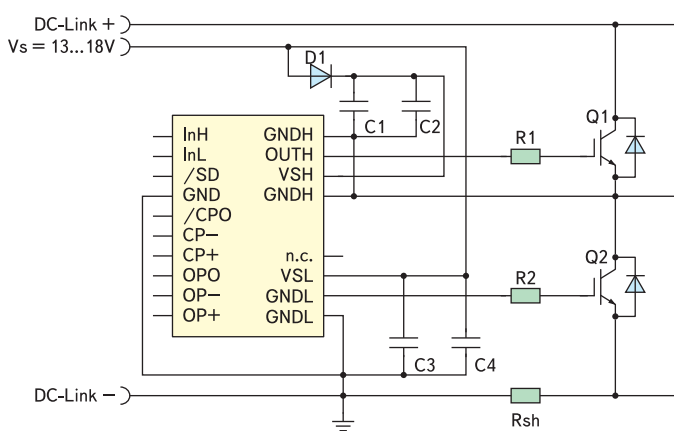 DC-Link +
Vs = 13...18V
D1
C1
C2
Q1
R1
InH
InL
/SD
GND
/CPO
CP−
CP+
OPO
OP−
OP+
GNDH
OUTH
VSH
GNDH
n.c.
VSL
GNDL
GNDL
R2
Q2
C3
C4
DC-Link −
Rsh